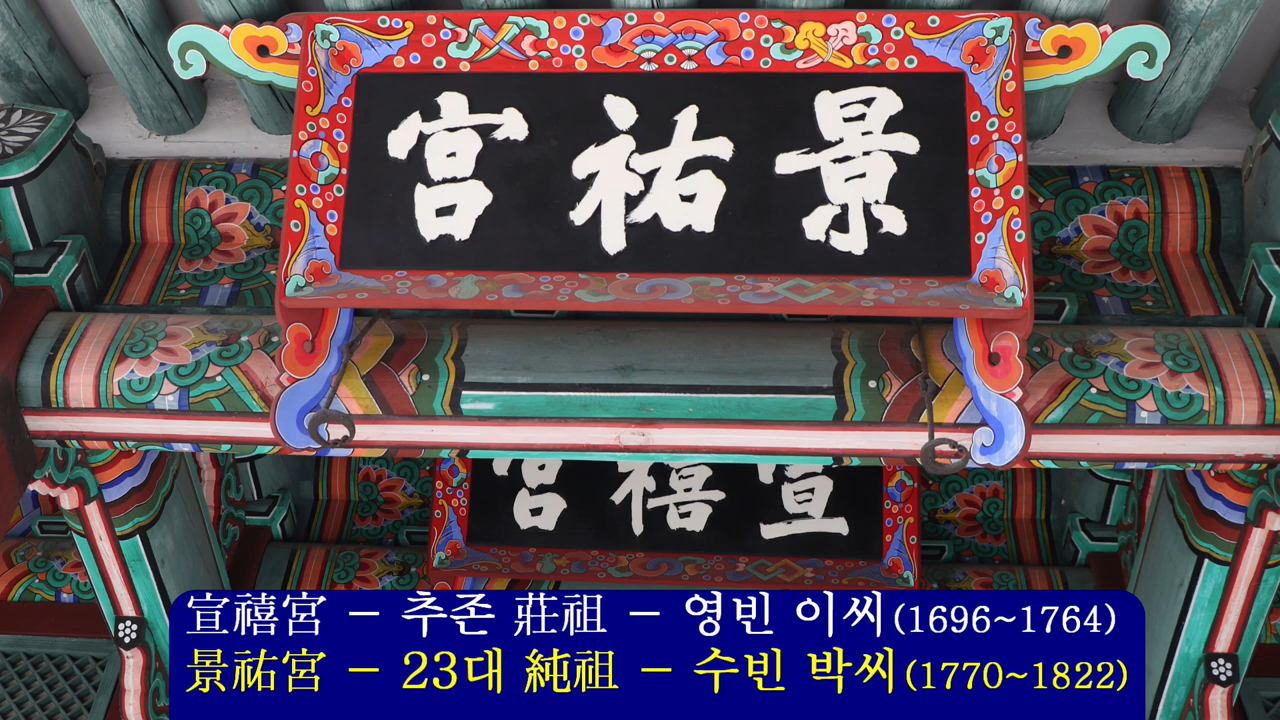 景祐宮
宣禧宮
宣禧宮 – 추존 莊祖 – 영빈 이씨(1696~1764)
景祐宮 – 23대 純祖 – 수빈 박씨(1770~1822)